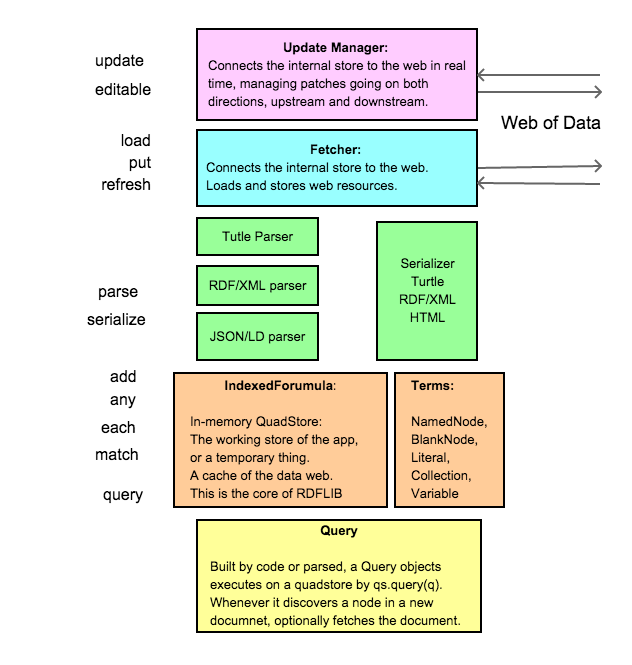 update
editable
Update Manager:
Connects the internal store to the web in real
time, managing patches going on both
directions, upstream and downstream.
Web of Data
load
put
refresh
Fetcher:
Connects the internal store to the web.
Loads and stores web resources.
Tutle Parser
RDF/XML parser
JSON/LD parser
Serializer
Turtle
RDF/XML
HTML
parse
serialize
add
any
each
match
query
IndexedForumula:
In-memory QuadStore:
The working store of the app,
or a temporary thing.
A cache of the data web.
This is the core of RDFLIB
Terms:
NamedNode,
BlankNode,
Literal,
Collection,
Variable
Query
Built by code or parsed, a Query objects
executes on a quadstore by qs.query(q).
Whenever it discovers a node in a new
documnet, optionally fetches the document.